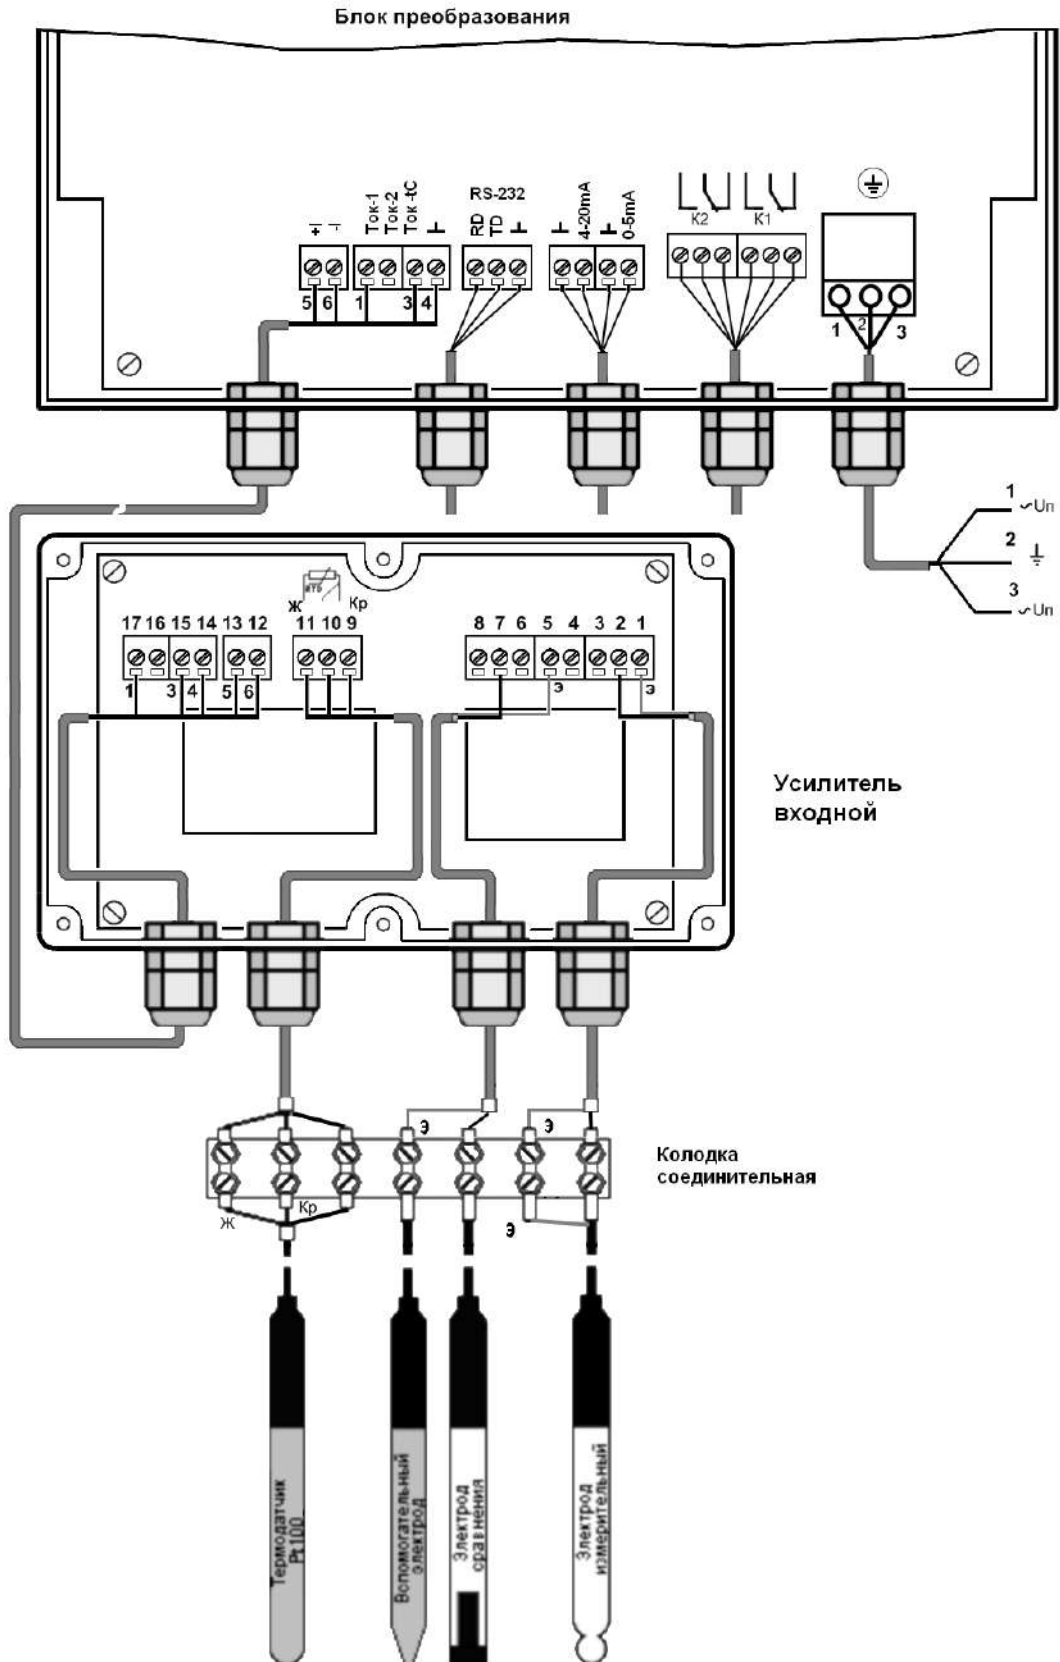 Блок преобразования
+ -
Ток-1
Ток-2
Ток-tC
RS-232
RD
TD
4-20mA
0-5mA
К2
К1
5 6 1 3 4
1 2 3
1 ~Uп
2
3 ~Uп
Ж Кр
17 16 15 14 13 12 11 10 9 8 7 6 5 4 3 2 1
1 3 4 5 6 Э Э
Усилитель
входной
Э Э
Колодка
соединительная
Ж Кр Э
Термодатчик
Pt100
Вспомогательный
электрод
Электрод
сравнения
Электрод
измерительный